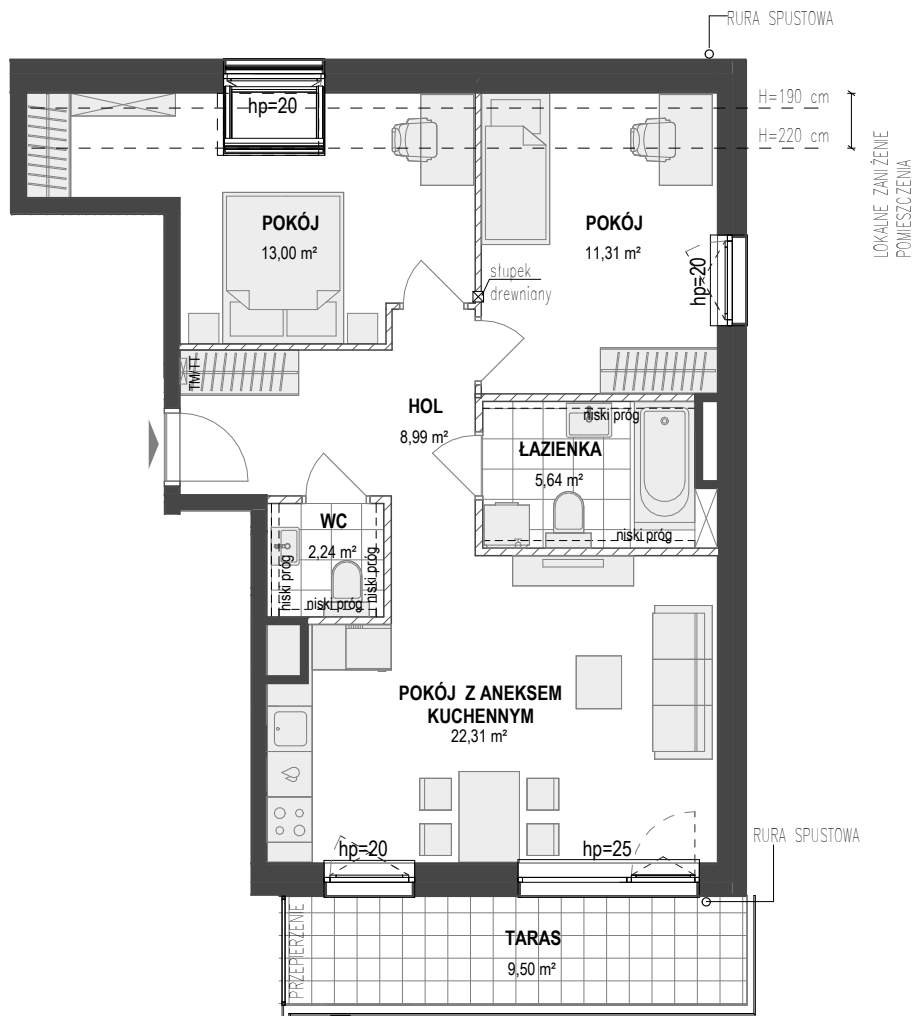 RURA SPUSTOWA
H=190 cm
H=220 cm
LOKALNE ZANIŻENIE
POMIESZCZENIA
hp=20
POKÓJ
13,00 m²
POKÓJ
11,31 m²
hp=20
słupek
drewniany
TM/TT
HOL
8,99 m²
niski próg
ŁAZIENKA
5,64 m²
niski próg
WC
2,24 m²
niski próg
niski próg
niski próg
POKÓJ Z ANEKSEM
KUCHENNYM
22,31 m²
hp=20
hp=25
RURA SPUSTOWA
PRZEPIERZENIE
TARAS
9,50 m²